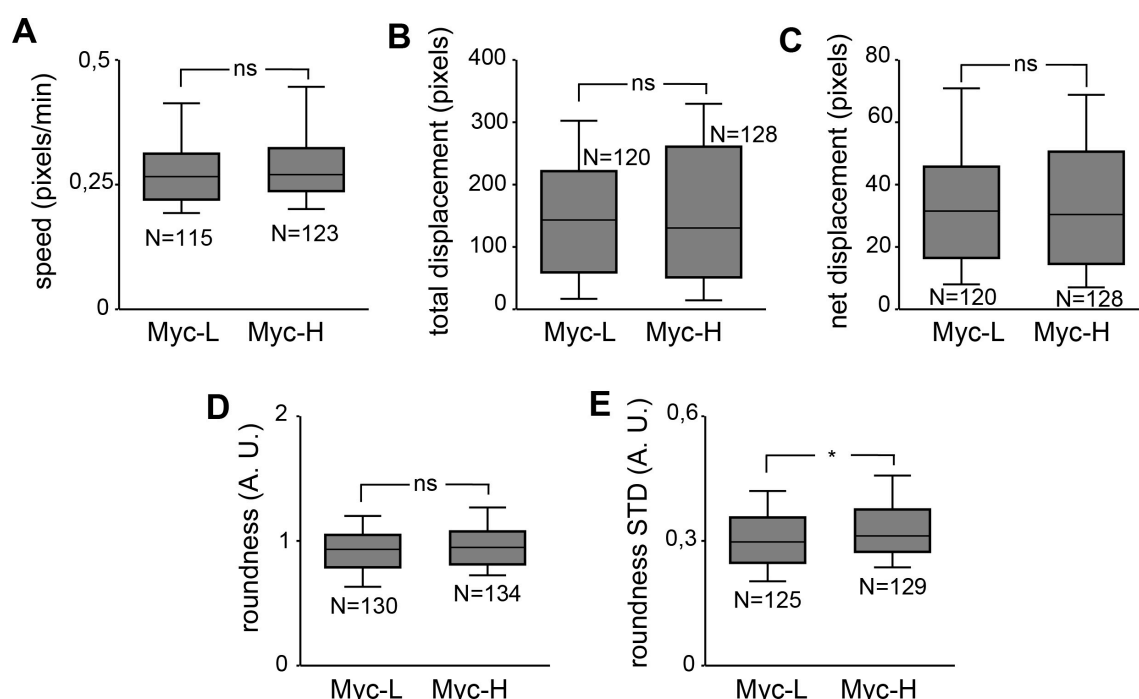 A
speed (pixels/min)
0,5
0,25
0
ns
N=115
N=123
Myc-L
Myc-H
B
total displacement (pixels)
400
300
200
100
0
ns
N=120
N=128
Myc-L
Myc-H
C
net displacement (pixels)
80
60
40
20
0
ns
N=120
N=128
Myc-L
Myc-H
D
roundness (A. U.)
2
1
0
ns
N=130
N=134
Myc-L
Myc-H
E
roundness STD (A. U.)
0,6
0,3
0
*
N=125
N=129
Myc-L
Myc-H